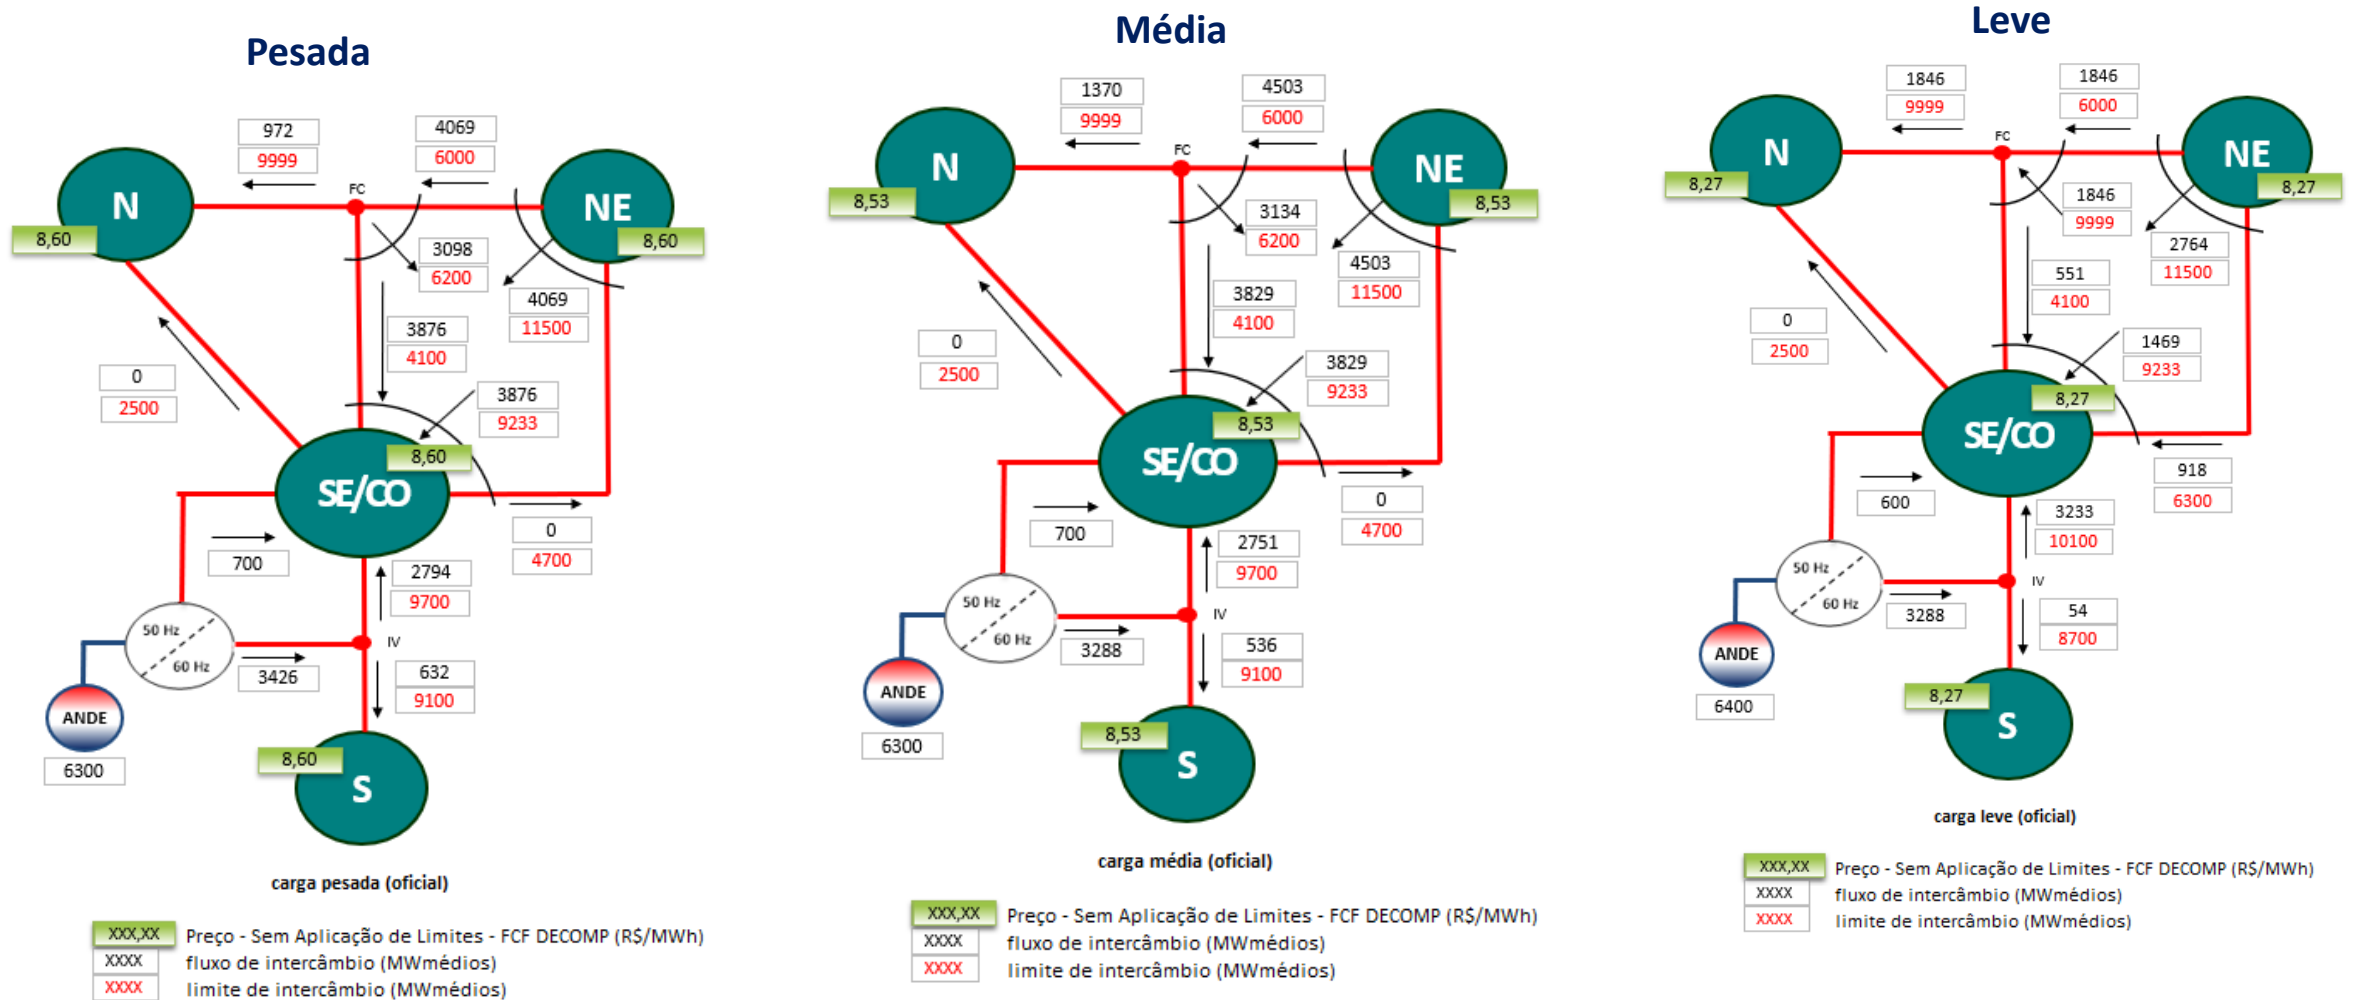 Pesada
972
9999
4069
6000
FC
N
NE
8,60
8,60
3098
6200
4069
11500
3876
4100
0
2500
3876
9233
8,60
SE/CO
0
4700
700
2794
9700
50 Hz
60 Hz
IV
3426
632
9100
ANDE
6300
8,60
S
carga pesada (oficial)
XXX,XX Preço - Sem Aplicação de Limites - FCF DECOMP (R$/MWh)
XXXX fluxo de intercâmbio (MWmédios)
XXXX limite de intercâmbio (MWmédios)
Média
1370
9999
4503
6000
FC
N
NE
8,53
8,53
3134
6200
4503
11500
3829
4100
0
2500
3829
9233
8,53
SE/CO
0
4700
700
2751
9700
50 Hz
60 Hz
IV
3288
536
9100
ANDE
6300
8,53
S
carga média (oficial)
XXX,XX Preço - Sem Aplicação de Limites - FCF DECOMP (R$/MWh)
XXXX fluxo de intercâmbio (MWmédios)
XXXX limite de intercâmbio (MWmédios)
Leve
1846
9999
1846
6000
FC
N
NE
8,27
8,27
1846
9999
2764
11500
551
4100
0
2500
1469
9233
8,27
SE/CO
918
6300
600
3233
10100
50 Hz
60 Hz
IV
3288
54
8700
ANDE
6400
8,27
S
carga leve (oficial)
XXX,XX Preço - Sem Aplicação de Limites - FCF DECOMP (R$/MWh)
XXXX fluxo de intercâmbio (MWmédios)
XXXX limite de intercâmbio (MWmédios)